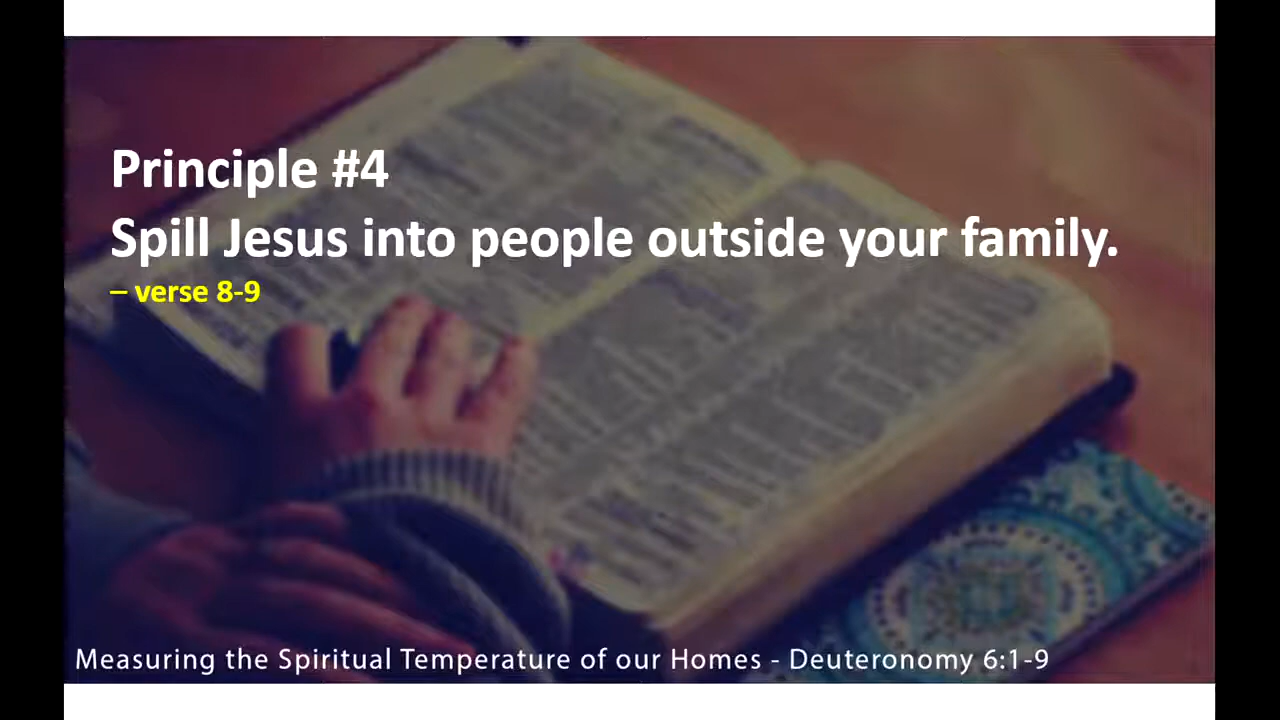 Principle #4
Spill Jesus into people outside your family.
– verse 8-9
Measuring the Spiritual Temperature of our Homes - Deuteronomy 6:1-9